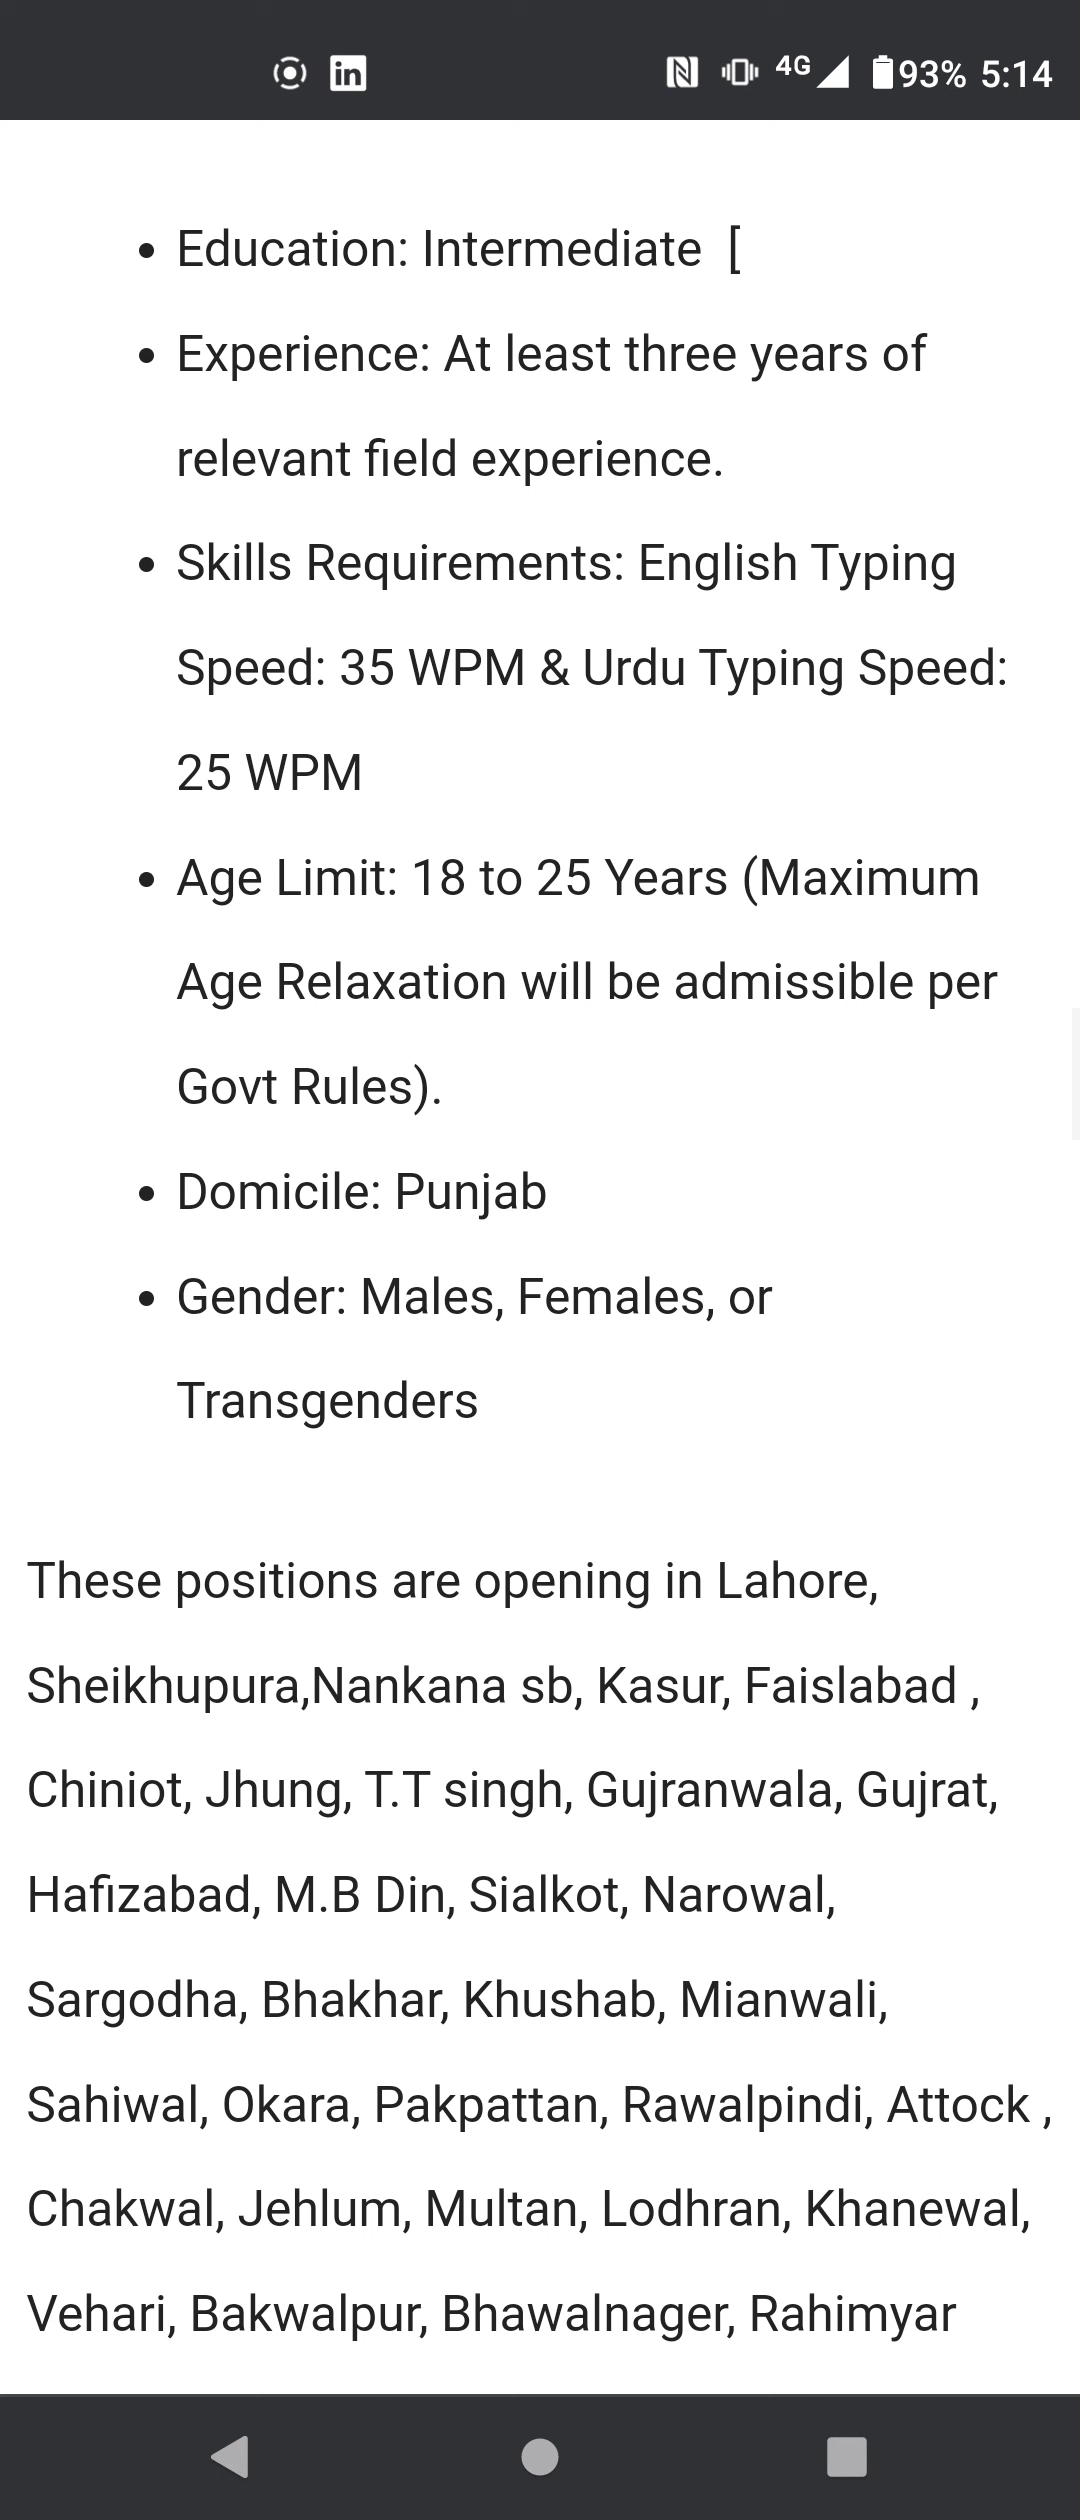 in 4G 93% 5:14
Education: Intermediate [
Experience: At least three years of
relevant field experience.
Skills Requirements: English Typing
Speed: 35 WPM & Urdu Typing Speed:
25 WPM
Age Limit: 18 to 25 Years (Maximum
Age Relaxation will be admissible per
Govt Rules).
Domicile: Punjab
Gender: Males, Females, or
Transgenders
These positions are opening in Lahore,
Sheikhupura,Nankana sb, Kasur, Faislabad ,
Chiniot, Jhung, T.T singh, Gujranwala, Gujrat,
Hafizabad, M.B Din, Sialkot, Narowal,
Sargodha, Bhakhar, Khushab, Mianwali,
Sahiwal, Okara, Pakpattan, Rawalpindi, Attock ,
Chakwal, Jehlum, Multan, Lodhran, Khanewal,
Vehari, Bakwalpur, Bhawalnager, Rahimyar